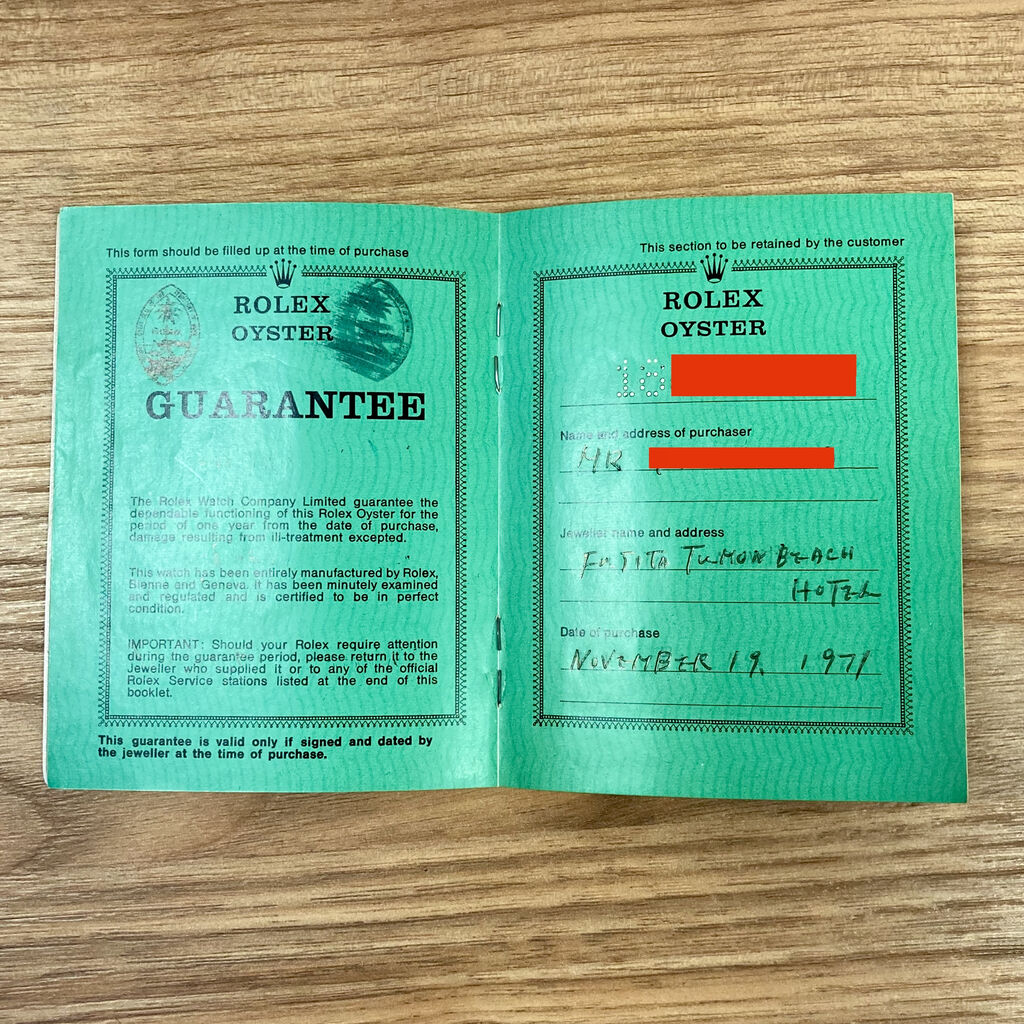 This form should be filled up at the time of purchase
ROLEX
OYSTER
GUARANTEE
The Rolex Watch Company Limited guarantee the
dependable functioning of this Rolex Oyster for the
period of one year from the date of purchase,
damage resulting from ill-treatment excepted.
This watch has been entirely manufactured by Rolex,
Bienne and Geneva. It has been minutely examined
and regulated and is certified to be in perfect
condition.
IMPORTANT: Should your Rolex require attention
during the guarantee period, please return it to the
Jeweller who supplied it or to any of the official
Rolex Service stations listed at the end of this
booklet.
This guarantee is valid only if signed and dated by
the jeweller at the time of purchase.
This section to be retained by the customer
ROLEX
OYSTER
Name and address of purchaser
MR
Jeweller name and address
FUJITA TUMON BEACH
HOTEL
Date of purchase
NOVEMBER 19, 1971